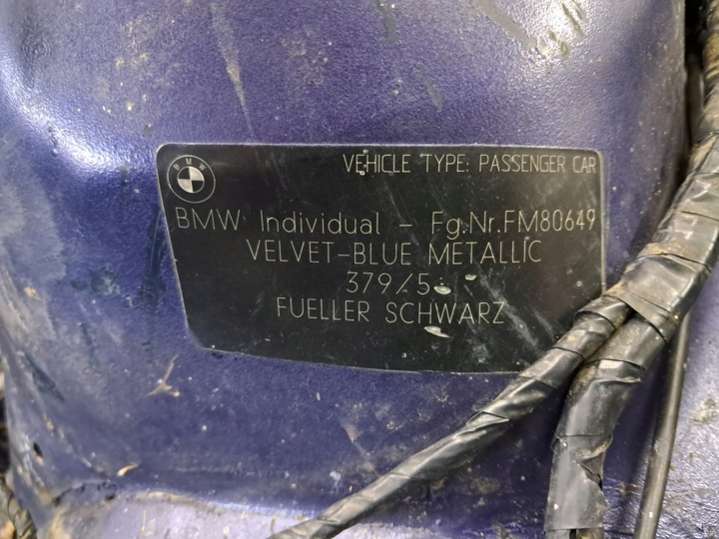 BMW
VEHICLE TYPE: PASSENGER CAR
BMW Individual - Fg.Nr.FM80649
VELVET-BLUE METALLIC
379/5
FUELLER SCHWARZ